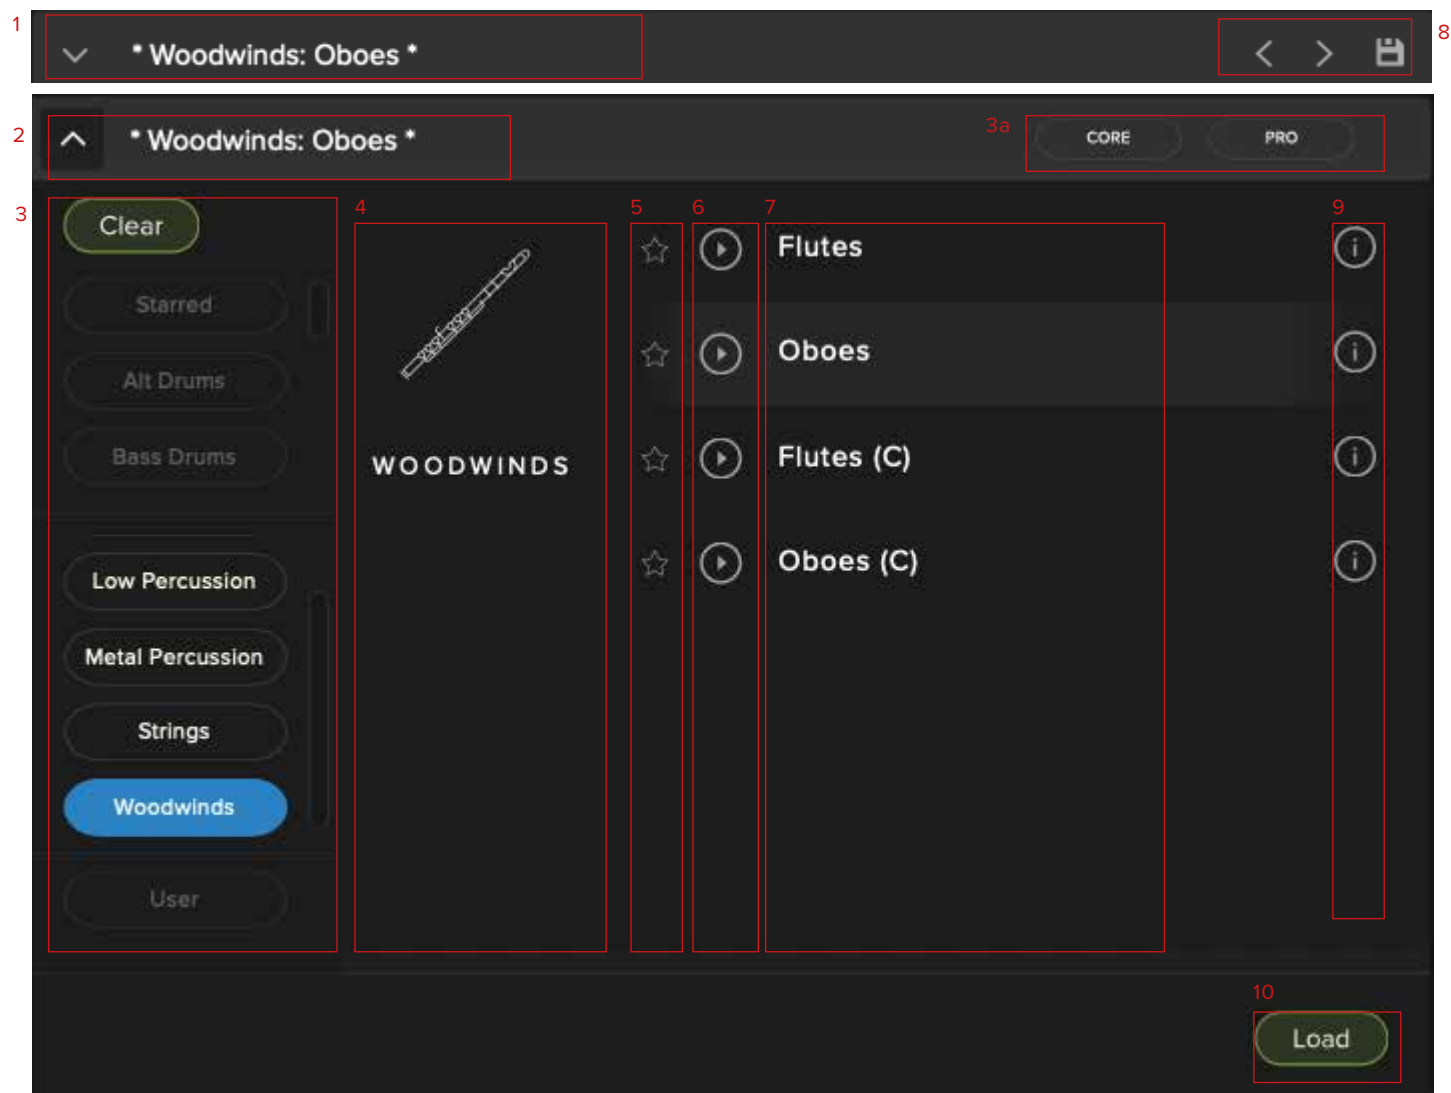 1
* Woodwinds: Oboes *
8
2
* Woodwinds: Oboes *
3a
CORE
PRO
3
Clear
Starred
Alt Drums
Bass Drums
Low Percussion
Metal Percussion
Strings
Woodwinds
User
4
WOODWINDS
5
6
7
Flutes
Oboes
Flutes (C)
Oboes (C)
9
10
Load